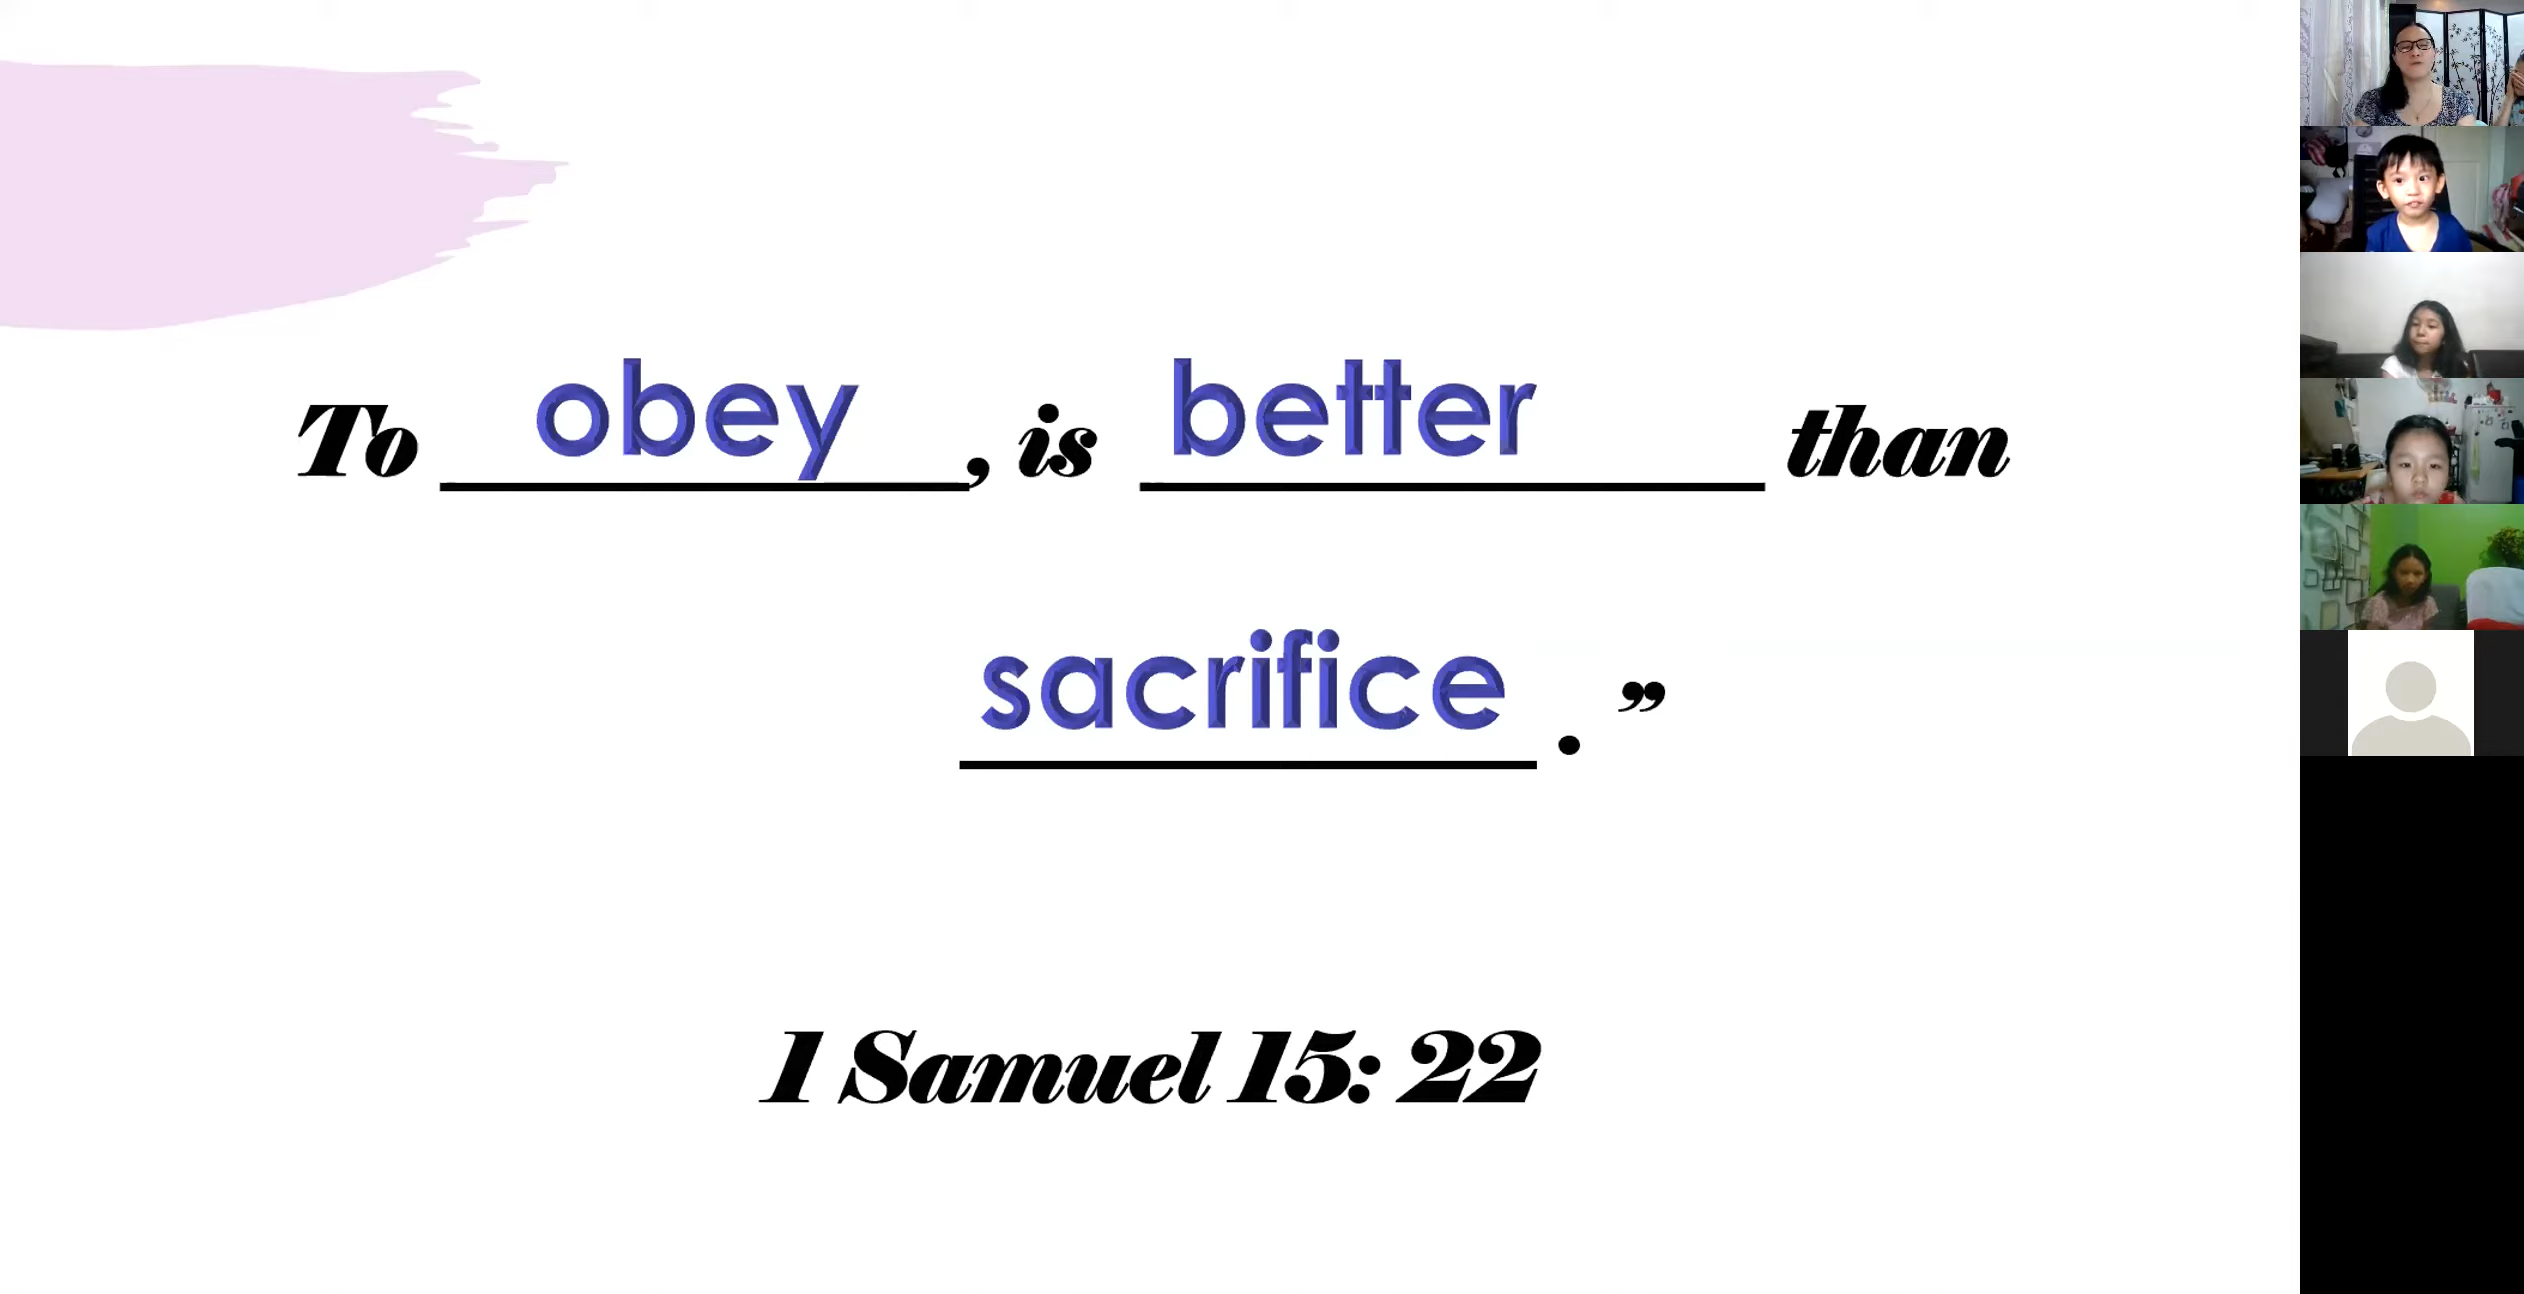 To obey, is better than
sacrifice . ”
1 Samuel 15: 22